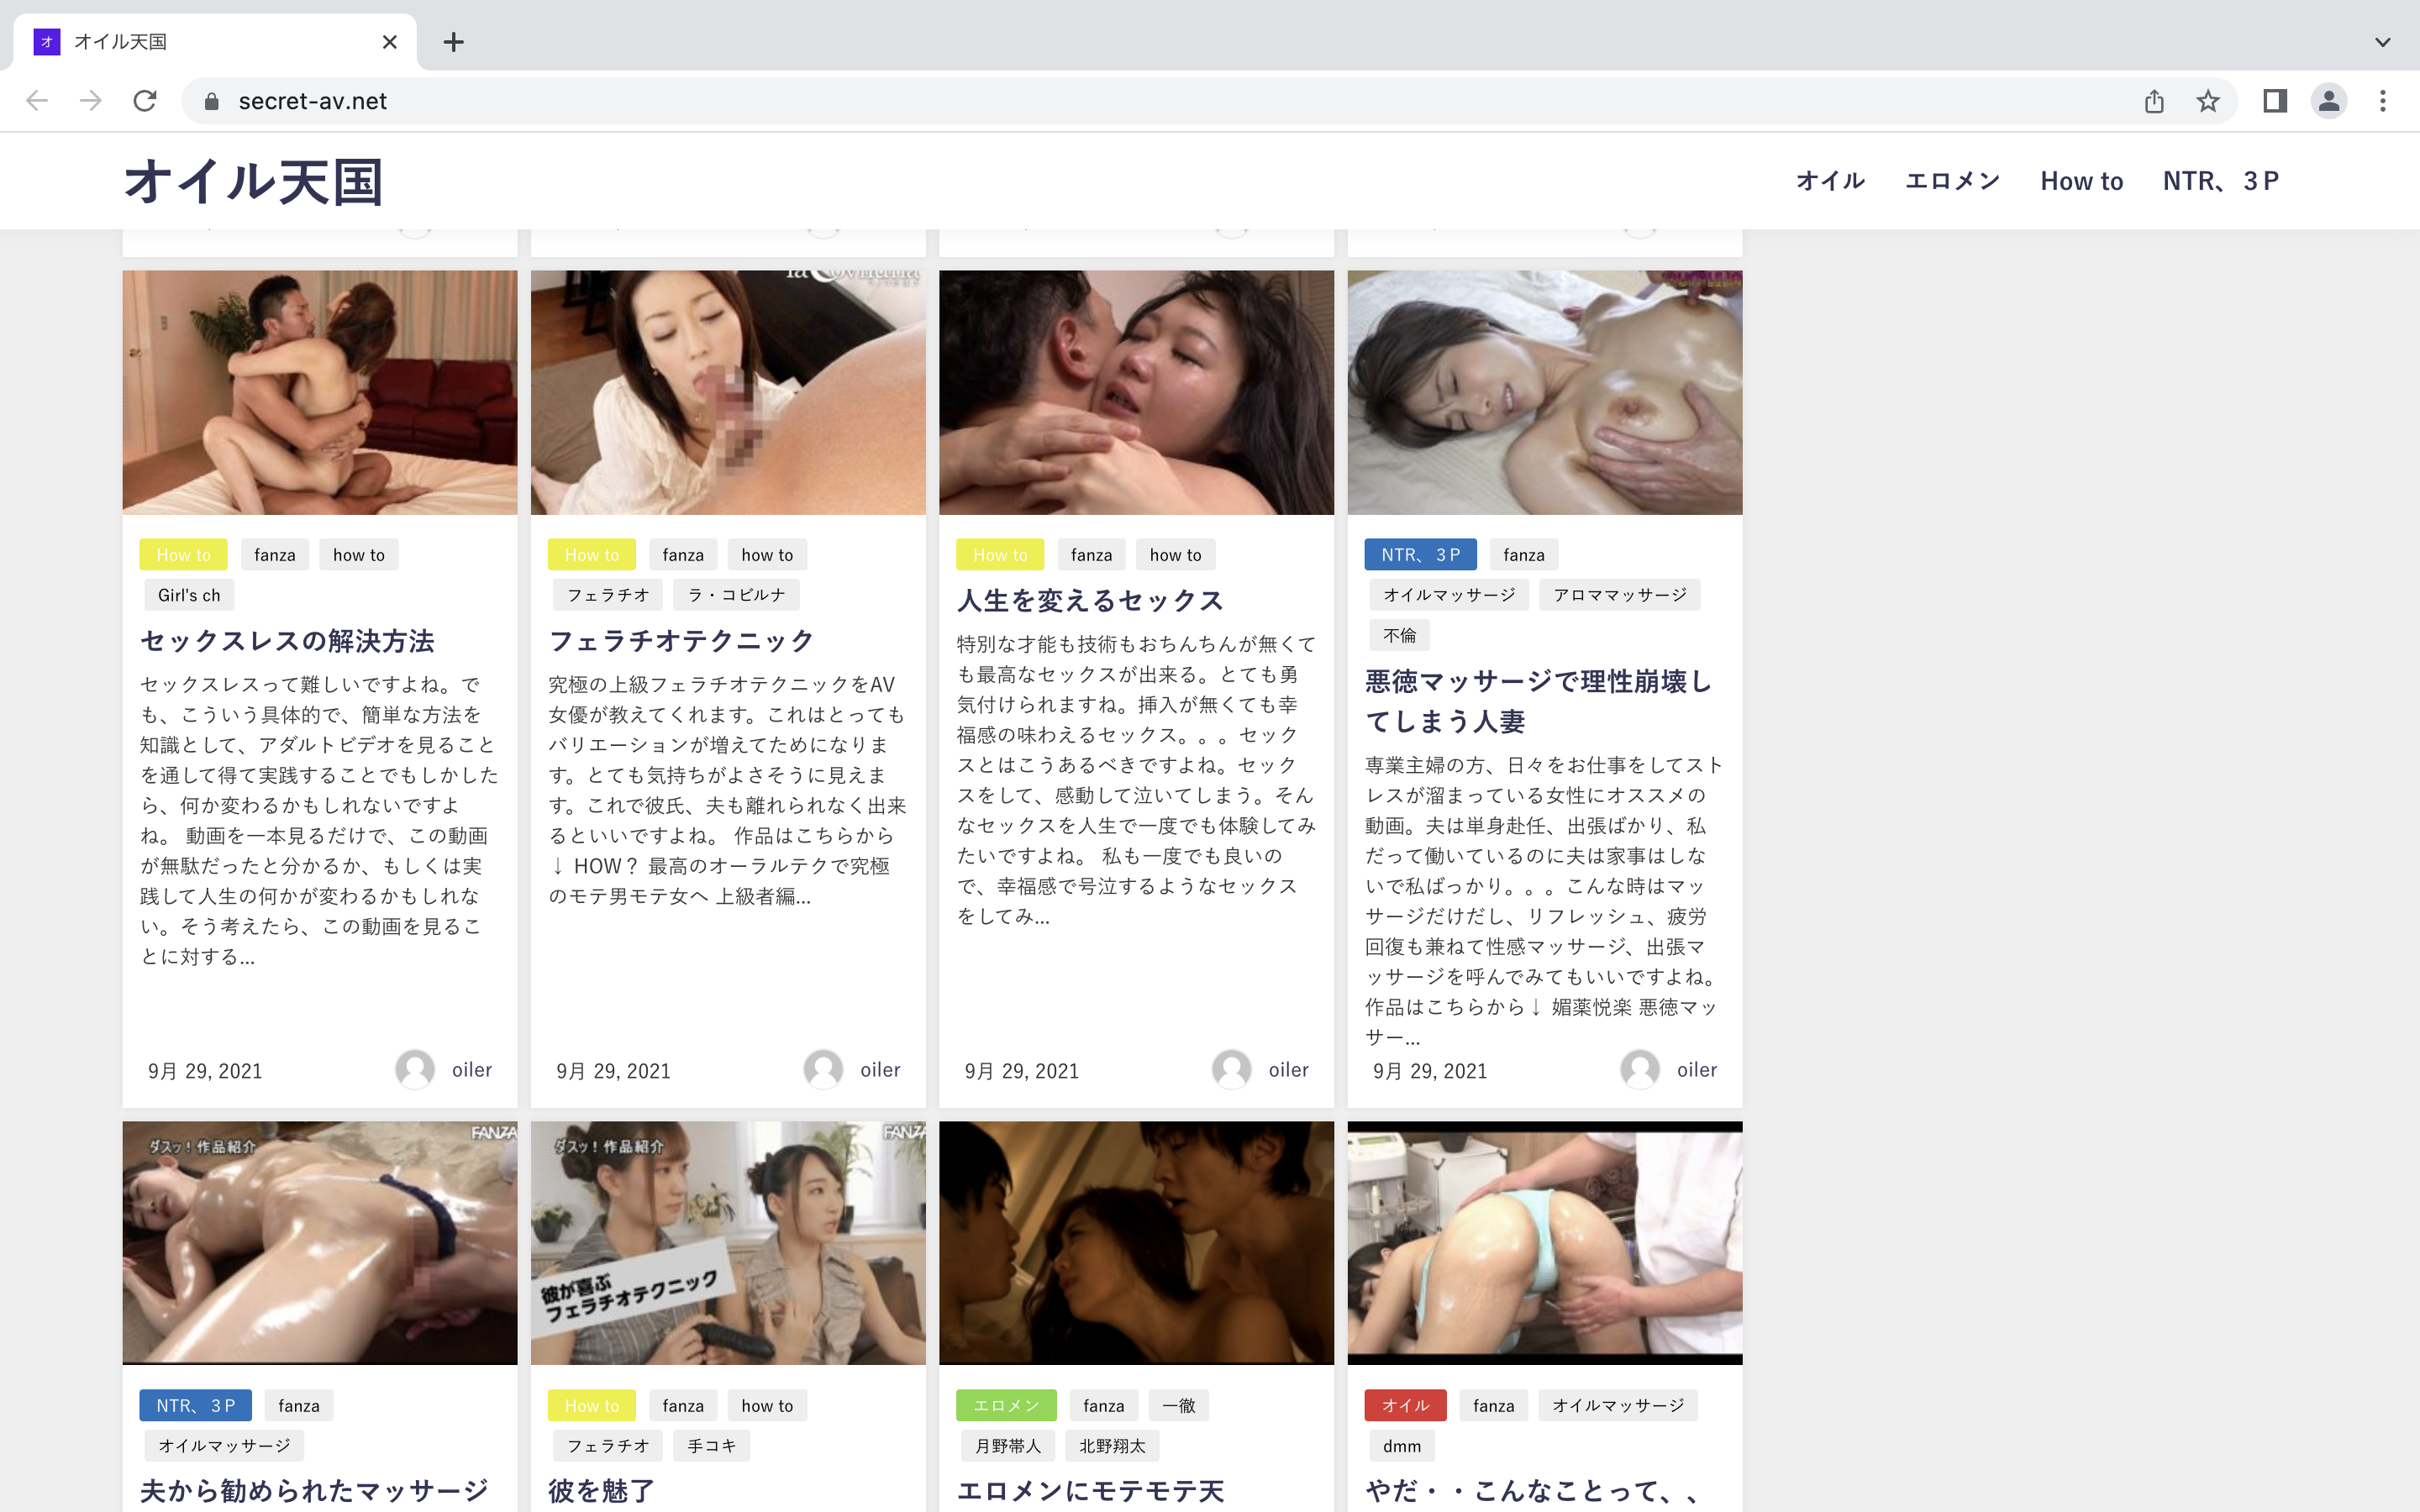 オイル天国
secret-av.net
オイル天国
オイル エロメン How to NTR、３P
How to fanza how to
Girl's ch
セックスレスの解決方法
セックスレスって難しいですよね。で
も、こういう具体的で、簡単な方法を
知識として、アダルトビデオを見ること
を通して得て実践することでもしかした
ら、何か変わるかもしれないですよ
ね。 動画を一本見るだけで、この動画
が無駄だったと分かるか、もしくは実
践して人生の何かが変わるかもしれな
い。そう考えたら、この動画を見るこ
とに対する...
9月 29, 2021 oiler
How to fanza how to
フェラチオ ラ・コビルナ
フェラチオテクニック
究極の上級フェラチオテクニックをAV
女優が教えてくれます。これはとっても
バリエーションが増えてためになりま
す。とても気持ちがよさそうに見えま
す。これで彼氏、夫も離れられなく出来
るといいですよね。 作品はこちらから
↓ HOW？ 最高のオーラルテクで究極
のモテ男モテ女へ 上級者編...
9月 29, 2021 oiler
How to fanza how to
人生を変えるセックス
特別な才能も技術もおちんちんが無くて
も最高なセックスが出来る。とても勇
気付けられますね。挿入が無くても幸
福感の味わえるセックス。。。セック
スとはこうあるべきですよね。セック
スをして、感動して泣いてしまう。そん
なセックスを人生で一度でも体験してみ
たいですよね。 私も一度でも良いの
で、幸福感で号泣するようなセックス
をしてみ...
9月 29, 2021 oiler
NTR、３P fanza
オイルマッサージ アロママッサージ
不倫
悪徳マッサージで理性崩壊し
てしまう人妻
専業主婦の方、日々をお仕事をしてスト
レスが溜まっている女性にオススメの
動画。夫は単身赴任、出張ばかり、私
だって働いているのに夫は家事はしな
いで私ばっかり。。。こんな時はマッ
サージだけだし、リフレッシュ、疲労
回復も兼ねて性感マッサージ、出張マ
ッサージを呼んでみてもいいですよね。
作品はこちらから↓ 媚薬悦楽 悪徳マッ
サー...
9月 29, 2021 oiler
ダスッ！作品紹介 FANZA
NTR、３P fanza
オイルマッサージ
夫から勧められたマッサージ
ダスッ！作品紹介 FANZA
彼が喜ぶ
フェラチオテクニック
How to fanza how to
フェラチオ 手コキ
彼を魅了
エロメン fanza 一徹
月野帯人 北野翔太
エロメンにモテモテ天
オイル fanza オイルマッサージ
dmm
やだ・・こんなことって、、